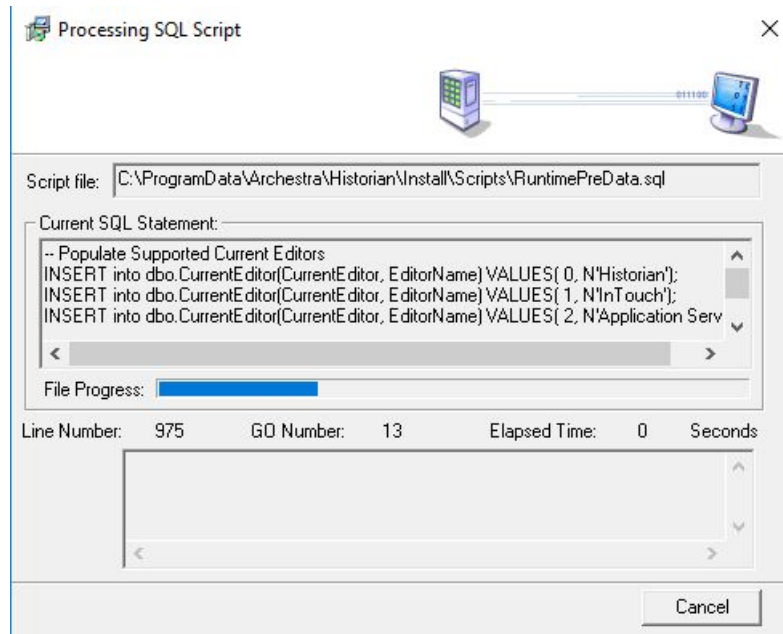 Processing SQL Script
011100
Script file: C:\ProgramData\Archestra\Historian\Install\Scripts\RuntimePreData.sql
Current SQL Statement:
-- Populate Supported Current Editors
INSERT into dbo.CurrentEditor(CurrentEditor, EditorName) VALUES( 0, N'Historian');
INSERT into dbo.CurrentEditor(CurrentEditor, EditorName) VALUES( 1, N'InTouch');
INSERT into dbo.CurrentEditor(CurrentEditor, EditorName) VALUES( 2, N'Application Serv
File Progress:
Line Number: 975 GO Number: 13 Elapsed Time: 0 Seconds
Cancel